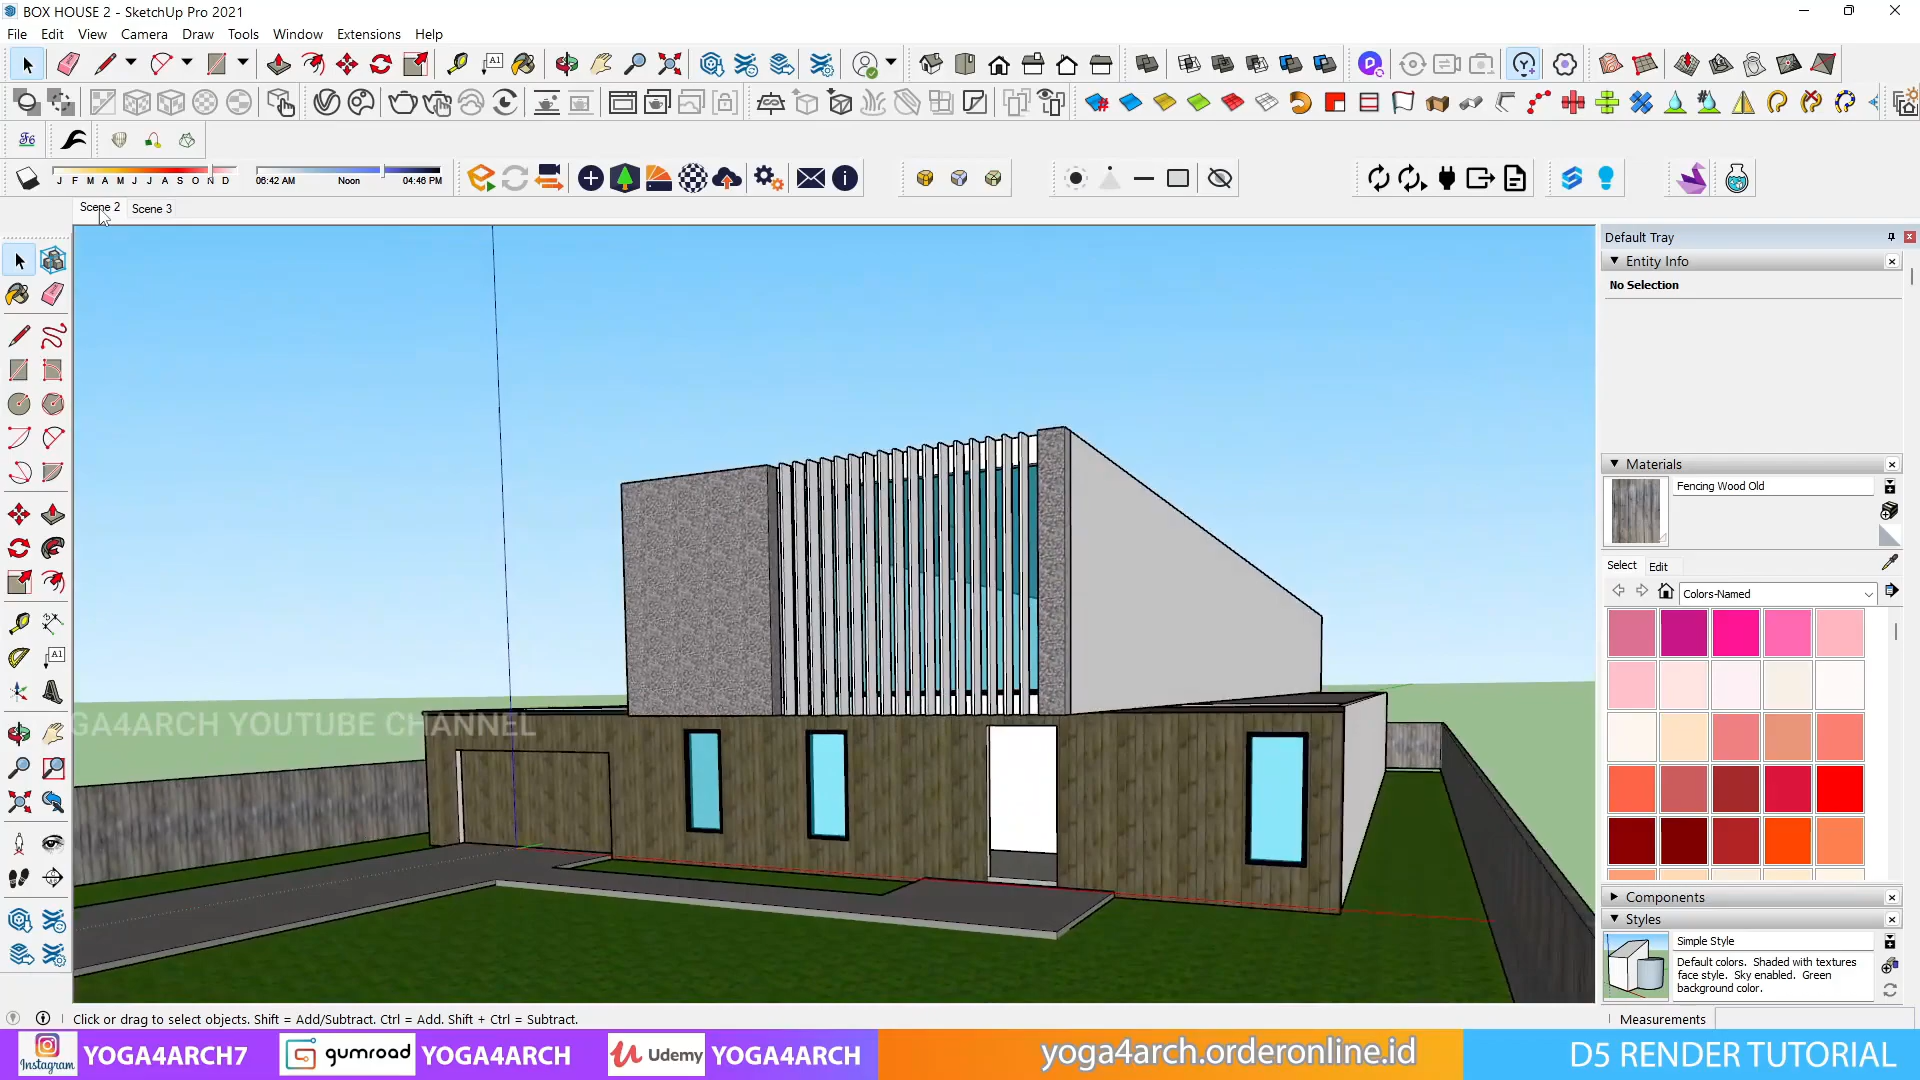 BOX HOUSE 2 - SketchUp Pro 2021
File Edit View Camera Draw Tools Window Extensions Help
J F M A M J J A S O N D 06:42 AM Noon 04:46 PM
Scene 2 Scene 3
Default Tray
Entity Info
No Selection
Materials
Fencing Wood Old
Select Edit
Colors-Named
GA4ARCH YOUTUBE CHANNEL
Components
Styles
Simple Style
Default colors. Shaded with textures
face style. Sky enabled. Green
background color.
Click or drag to select objects. Shift = Add/Subtract. Ctrl = Add. Shift + Ctrl = Subtract.
Measurements
Instagram YOGA4ARCH7 gumroad YOGA4ARCH Udemy YOGA4ARCH yoga4arch.orderonline.id D5 RENDER TUTORIAL